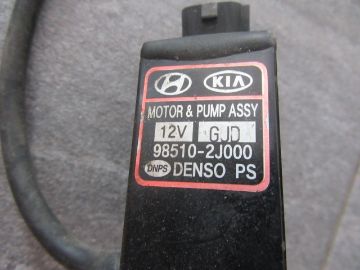 KIA
MOTOR & PUMP ASSY
12V GJD
98510-2J000
DNPS DENSO PS